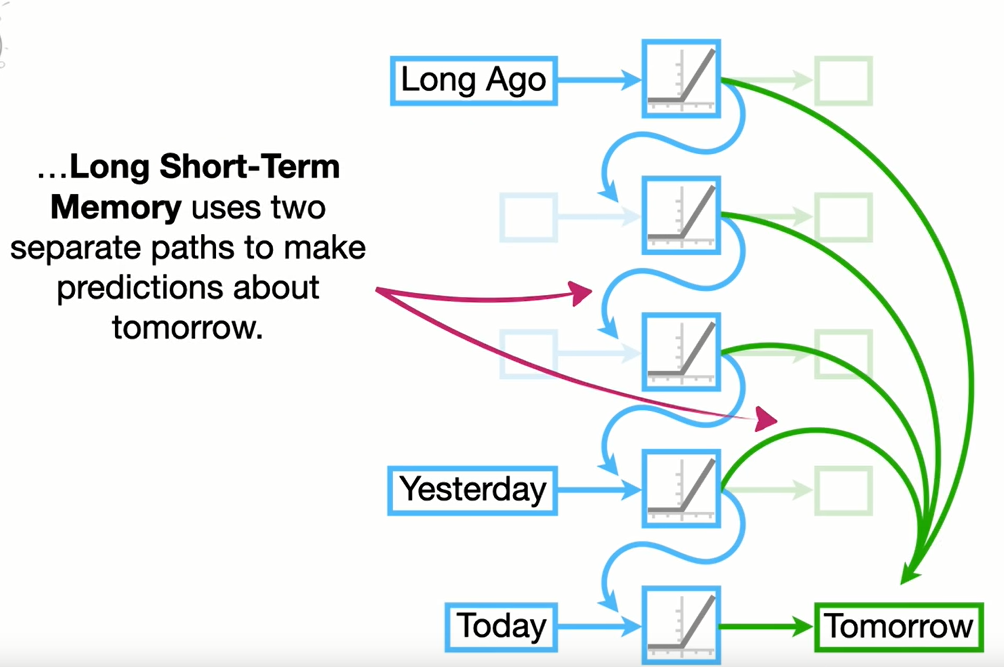 Long Ago
…Long Short-Term
Memory uses two
separate paths to make
predictions about
tomorrow.
Yesterday
Today
Tomorrow